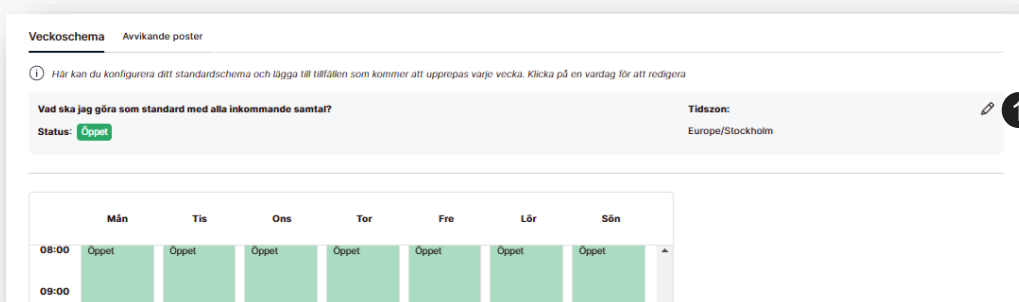 Veckoschema Avvikande poster
Här kan du konfigurera ditt standardschema och lägga till tillfällen som kommer att upprepas varje vecka. Klicka på en vardag för att redigera
Vad ska jag göra som standard med alla inkommande samtal? Tidszon:
Status: Öppet Europe/Stockholm
1
Mån Tis Ons Tor Fre Lör Sön
08:00 Öppet Öppet Öppet Öppet Öppet Öppet Öppet
09:00